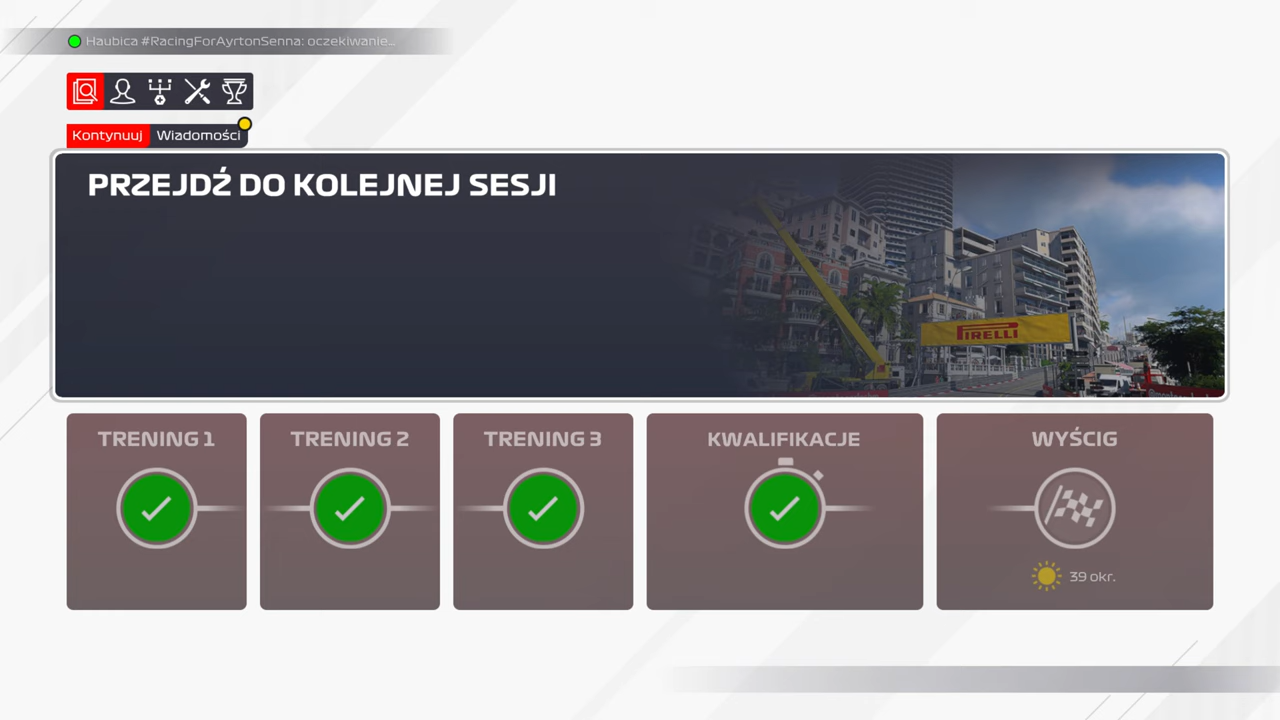 Haubica #RacingForAyrtonSenna: oczekiwanie...
Kontynuuj Wiadomości
PRZEJDŹ DO KOLEJNEJ SESJI
PIRELLI
TRENING 1 TRENING 2 TRENING 3 KWALIFIKACJE WYŚCIG
39 okr.